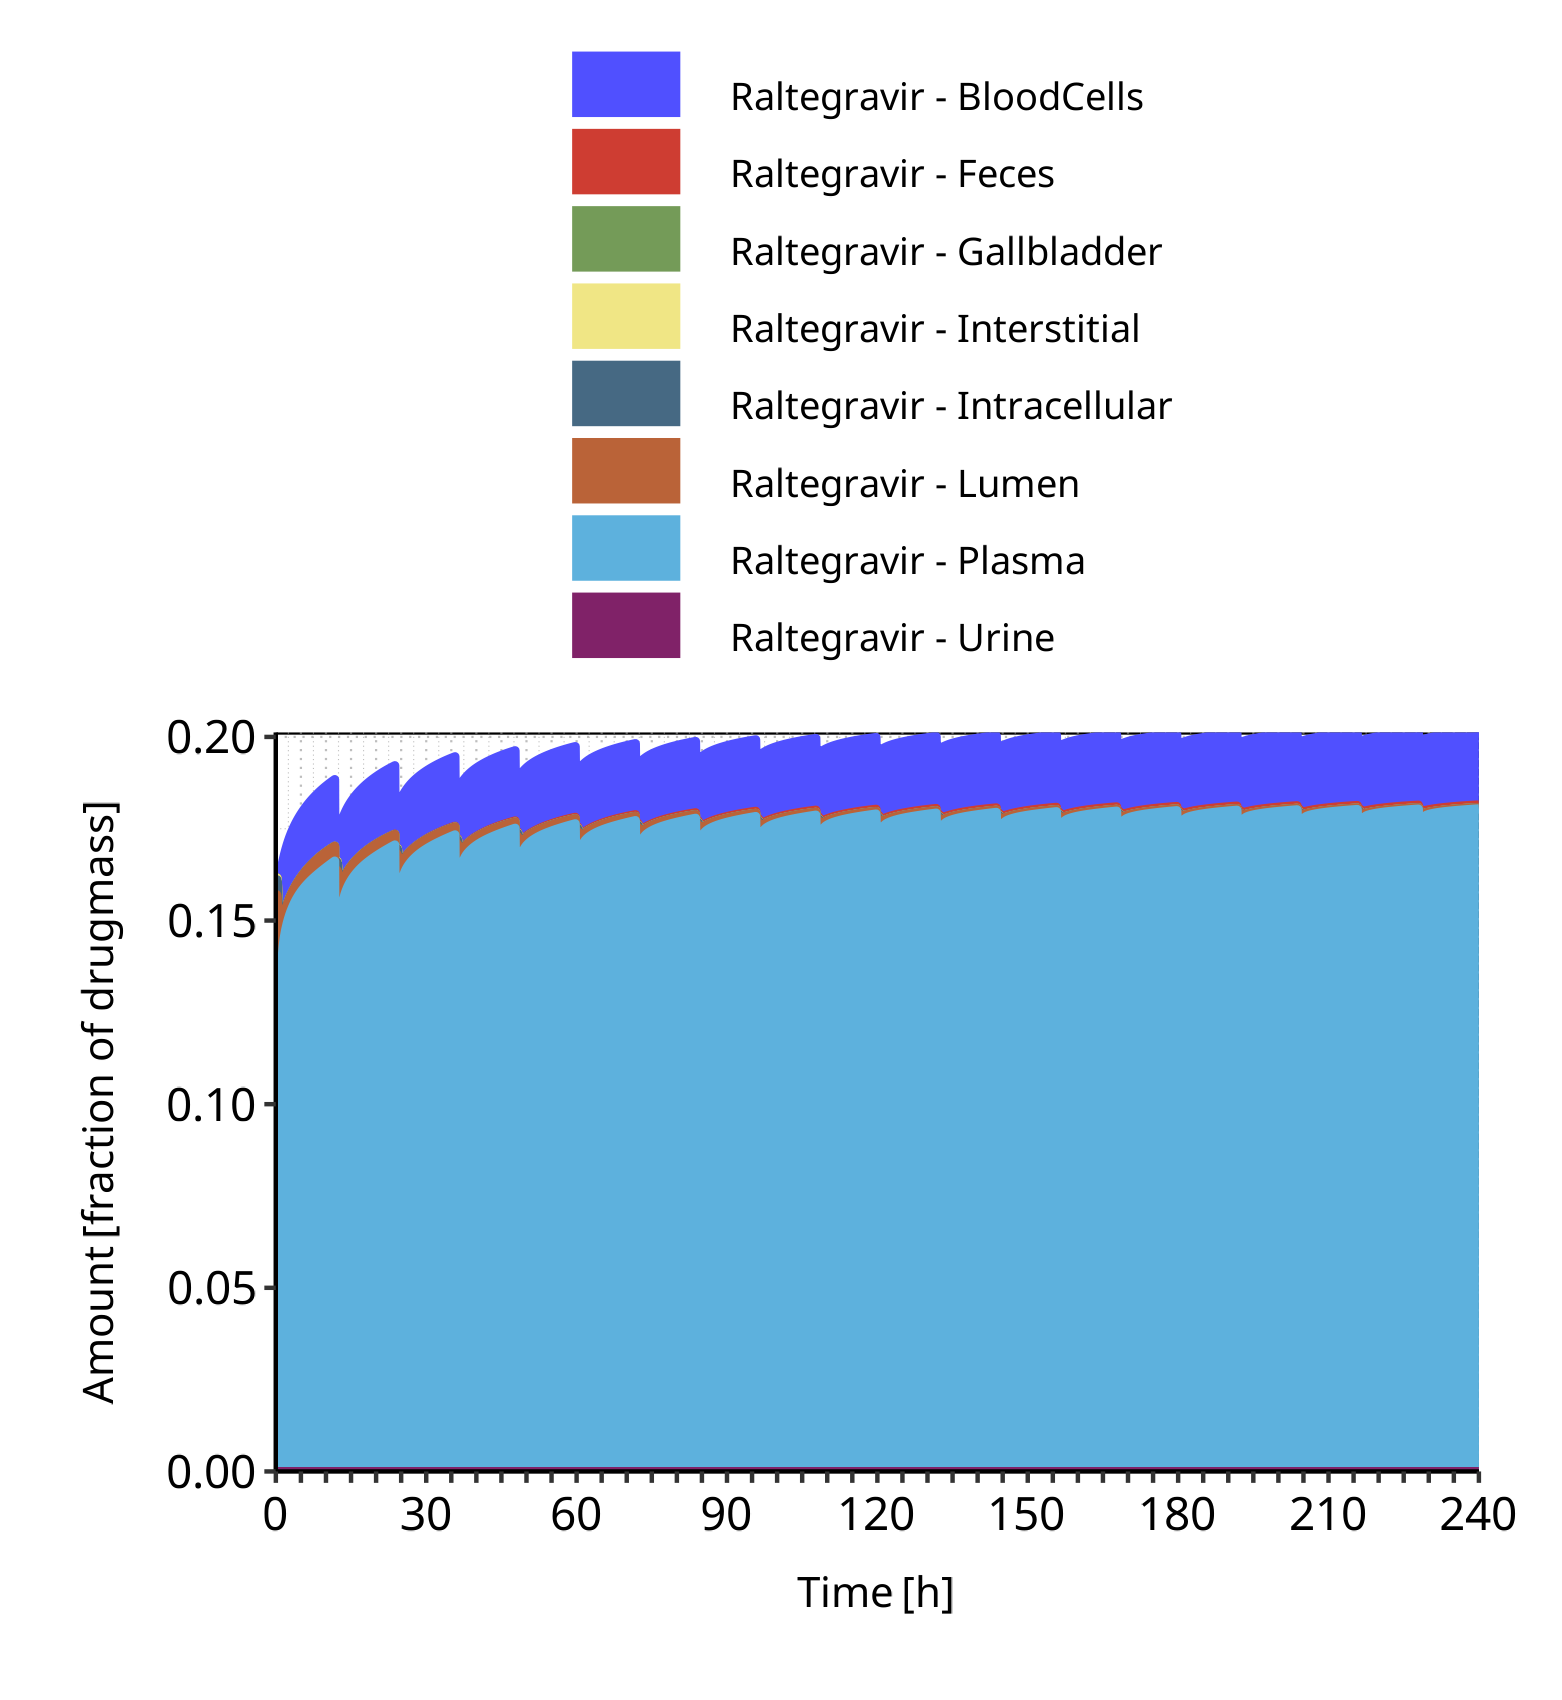 Raltegravir - BloodCells
Raltegravir - Feces
Raltegravir - Gallbladder
Raltegravir - Interstitial
Raltegravir - Intracellular
Raltegravir - Lumen
Raltegravir - Plasma
Raltegravir - Urine
Amount [fraction of drugmass]
0.20
0.15
0.10
0.05
0.00
0 30 60 90 120 150 180 210 240
Time [h]